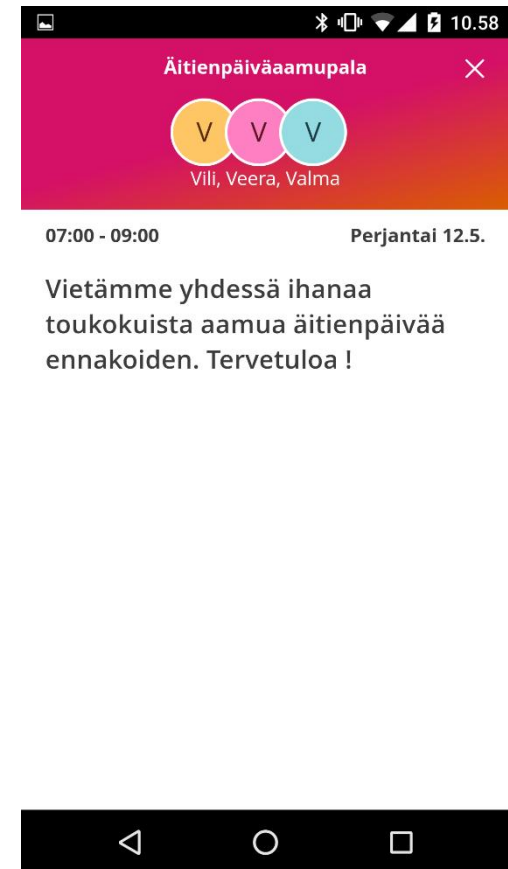 10.58
Äitienpäiväaamupala
V V V
Vili, Veera, Valma
07:00 - 09:00 Perjantai 12.5.
Vietämme yhdessä ihanaa
toukokuista aamua äitienpäivää
ennakoiden. Tervetuloa !